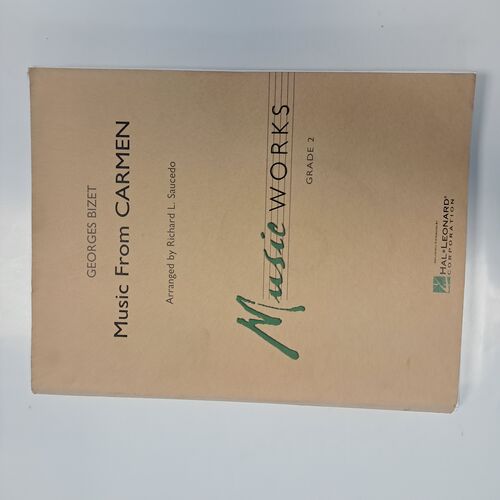 GEORGES BIZET
Music From CARMEN
Arranged by Richard L. Saucedo
Music WORKS
GRADE 2
HAL•LEONARD®
CORPORATION